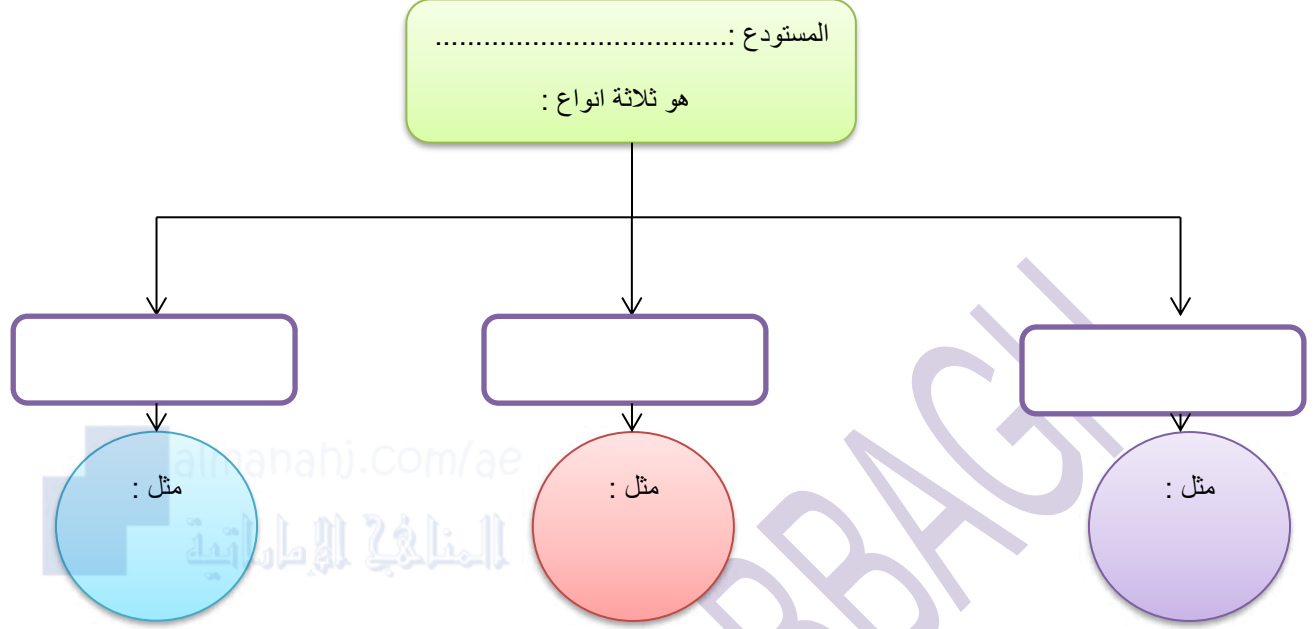 المستودع :....................................
هو ثلاثة انواع :
مثل :
مثل :
مثل :
almanahj.com/ae
المناهج الإماراتية
BBAGH